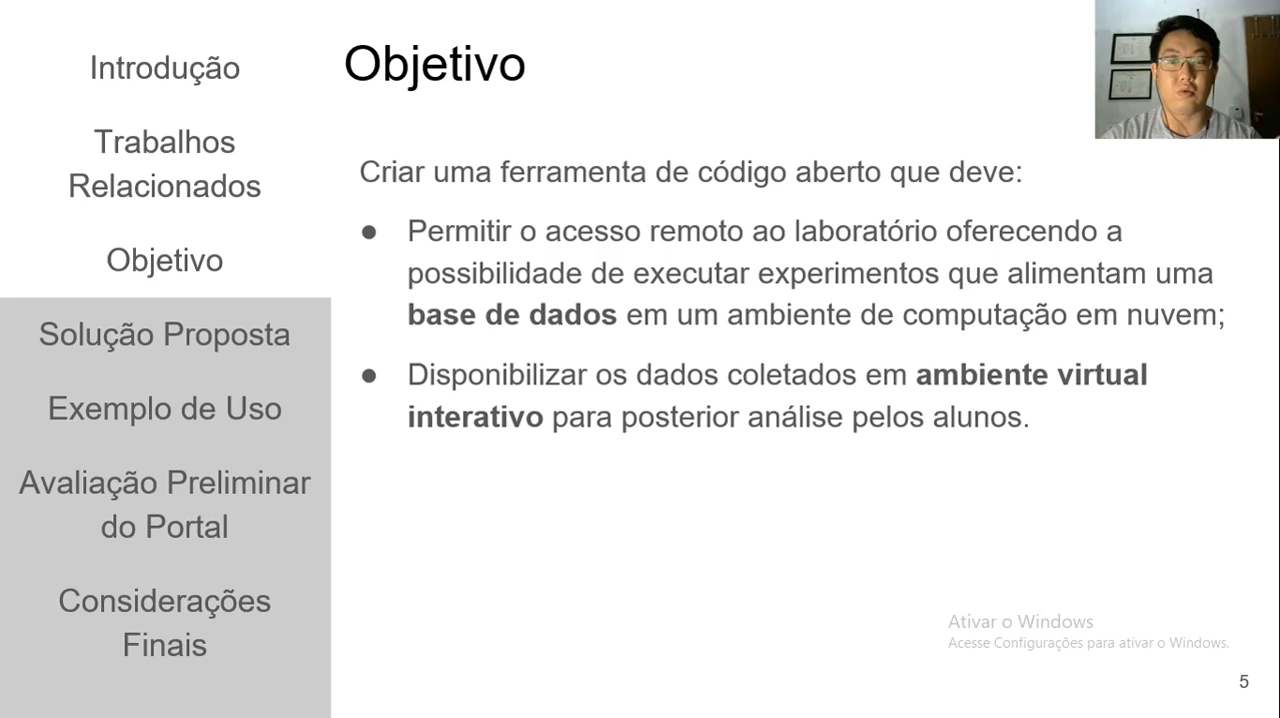 Introdução
Trabalhos
Relacionados
Objetivo
Solução Proposta
Exemplo de Uso
Avaliação Preliminar
do Portal
Considerações
Finais
Objetivo
Criar uma ferramenta de código aberto que deve:
● Permitir o acesso remoto ao laboratório oferecendo a
possibilidade de executar experimentos que alimentam uma
base de dados em um ambiente de computação em nuvem;
● Disponibilizar os dados coletados em ambiente virtual
interativo para posterior análise pelos alunos.
Ativar o Windows
Acesse Configurações para ativar o Windows.
5